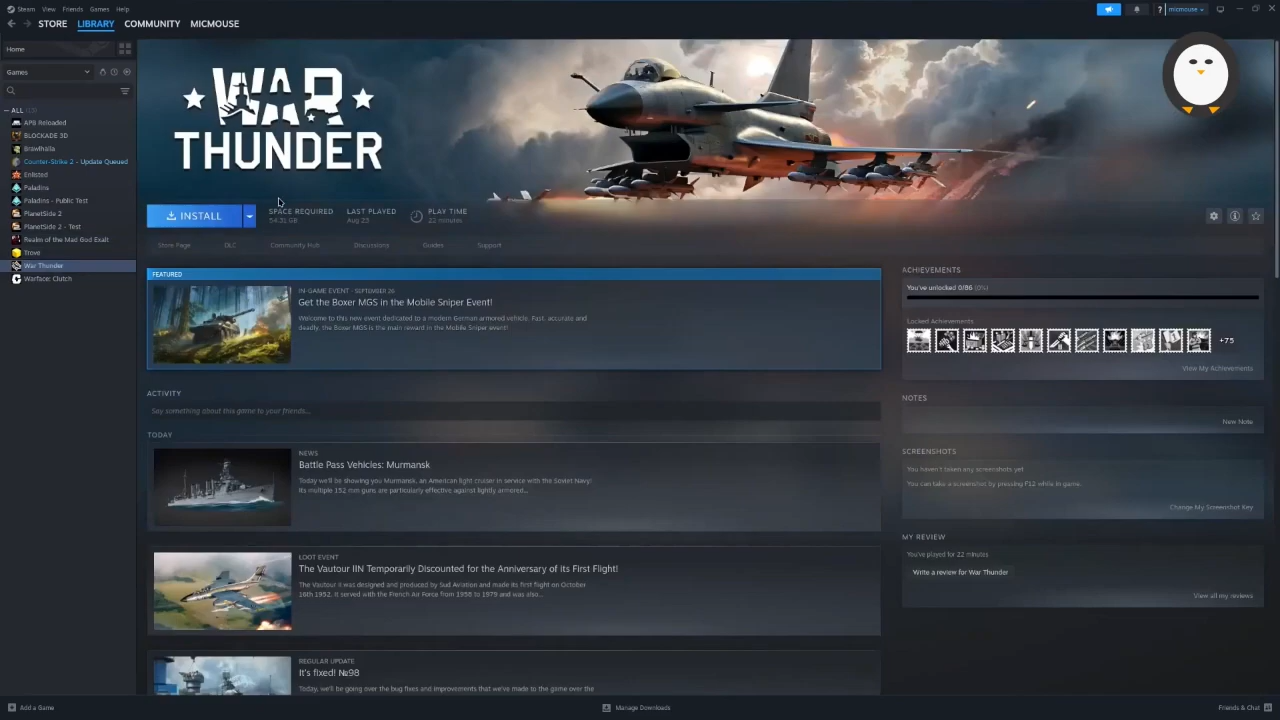 Steam View Friends Games Help
micmouse
STORE LIBRARY COMMUNITY MICMOUSE
Home
Games
ALL (13)
APB Reloaded
BLOCKADE 3D
Brawlhalla
Counter-Strike 2 - Update Queued
Enlisted
Paladins
Paladins - Public Test
PlanetSide 2
PlanetSide 2 - Test
Realm of the Mad God Exalt
Trove
War Thunder
Warface: Clutch
WAR
THUNDER
INSTALL
SPACE REQUIRED
54.31 GB
LAST PLAYED
Aug 23
PLAY TIME
22 minutes
Store Page DLC Community Hub Discussions Guides Support
FEATURED
IN-GAME EVENT - SEPTEMBER 26
Get the Boxer MGS in the Mobile Sniper Event!
Welcome to this new event dedicated to a modern German armored vehicle. Fast, accurate and
deadly, the Boxer MGS is the main reward in the Mobile Sniper event!
ACTIVITY
Say something about this game to your friends...
TODAY
NEWS
Battle Pass Vehicles: Murmansk
Today we'll be showing you Murmansk, an American light cruiser in service with the Soviet Navy!
Its multiple 152 mm guns are particularly effective against lightly armored...
LOOT EVENT
The Vautour IIN Temporarily Discounted for the Anniversary of its First Flight!
The Vautour II was designed and produced by Sud Aviation and made its first flight on October
16th 1952. It served with the French Air Force from 1958 to 1979 and was also...
REGULAR UPDATE
It's fixed! №98
Today, we'll be going over the bug fixes and improvements that we've made to the game over the
ACHIEVEMENTS
You've unlocked 0/86 (0%)
Locked Achievements
+75
View My Achievements
NOTES
New Note
SCREENSHOTS
You haven't taken any screenshots yet
You can take a screenshot by pressing F12 while in game.
Change My Screenshot Key
MY REVIEW
You've played for 22 minutes
Write a review for War Thunder
View all my reviews
Add a Game
Manage Downloads
Friends & Chat